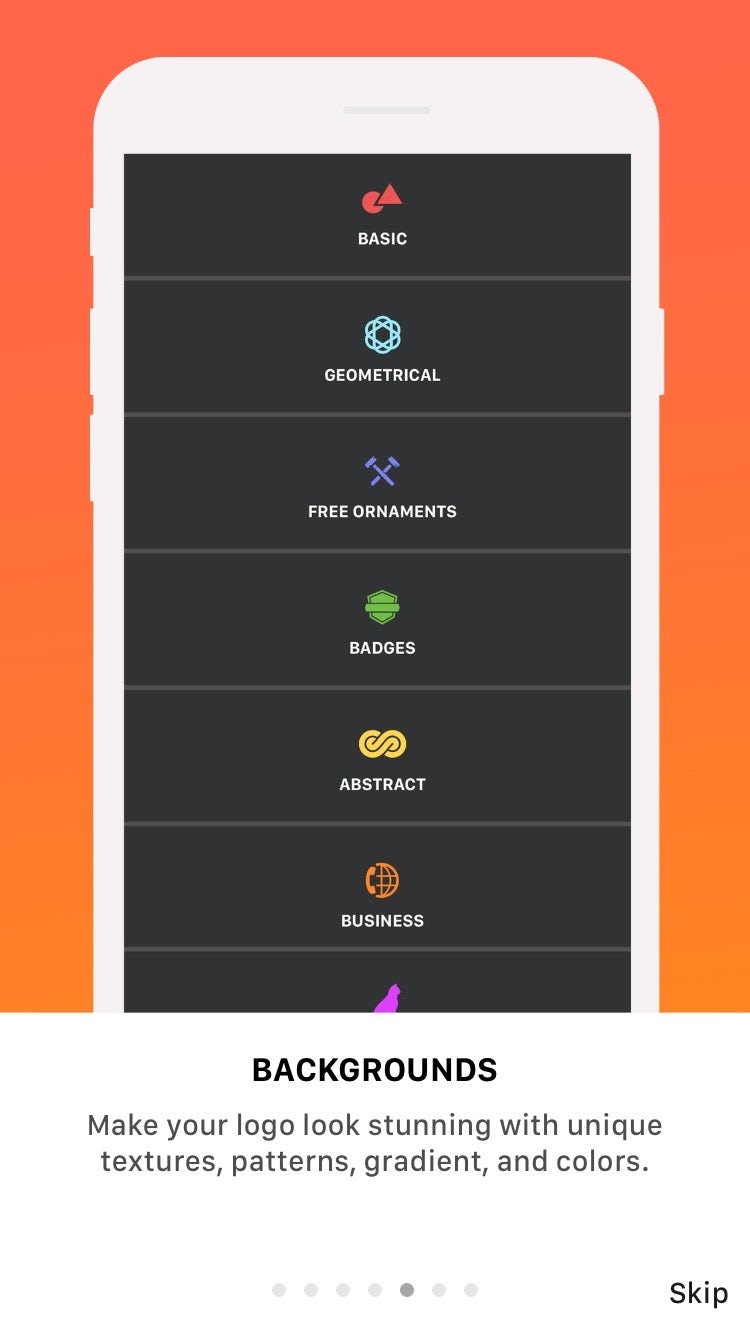 BASIC
GEOMETRICAL
FREE ORNAMENTS
BADGES
ABSTRACT
BUSINESS
BACKGROUNDS
Make your logo look stunning with unique
textures, patterns, gradient, and colors.
Skip